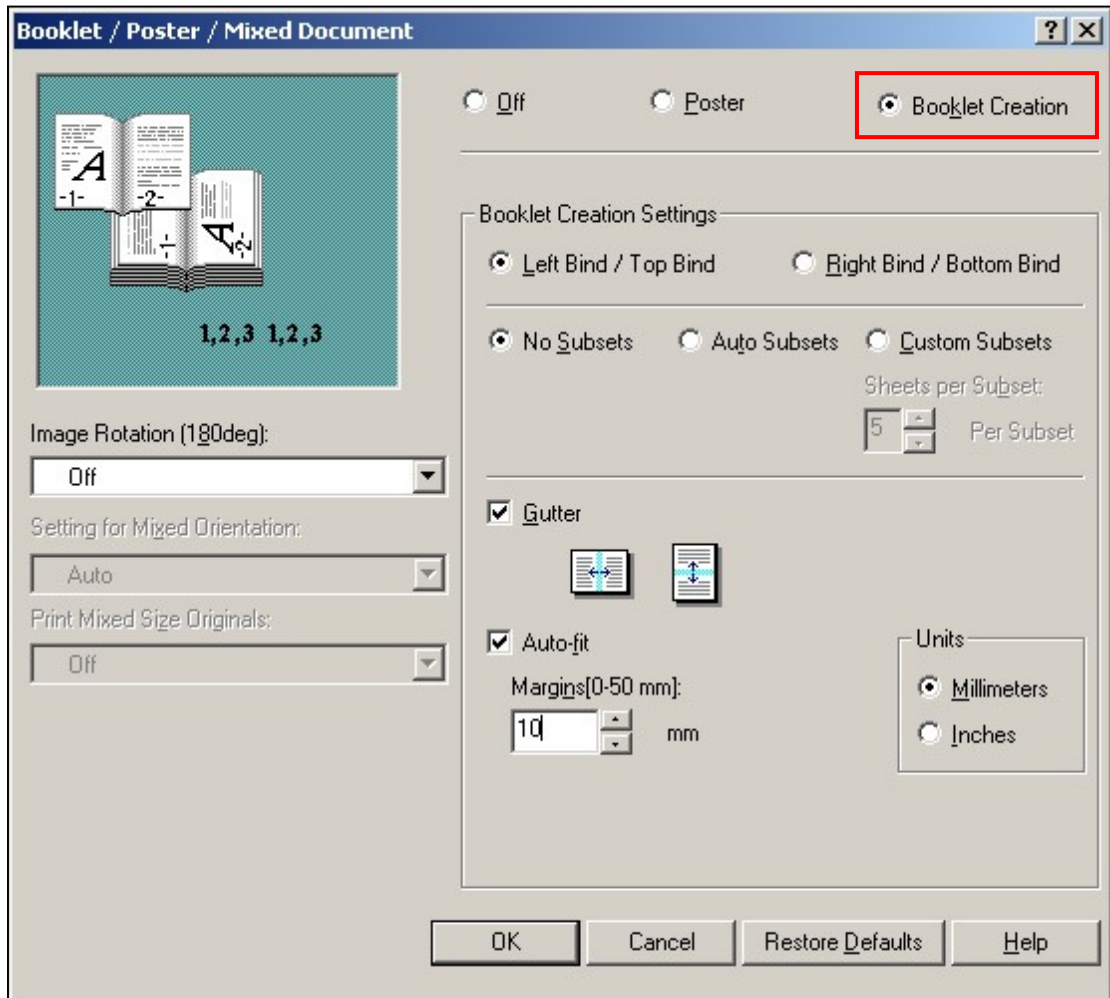 Booklet / Poster / Mixed Document
Off Poster Booklet Creation
A
-1- -2-
A
-1- -2-
1,2,3 1,2,3
Booklet Creation Settings
Left Bind / Top Bind Right Bind / Bottom Bind
No Subsets Auto Subsets Custom Subsets
Sheets per Subset:
5 Per Subset
Image Rotation (180deg):
Off
Setting for Mixed Orientation:
Auto
Print Mixed Size Originals:
Off
Gutter
Auto-fit
Margins[0-50 mm]:
10 mm
Units
Millimeters
Inches
OK Cancel Restore Defaults Help